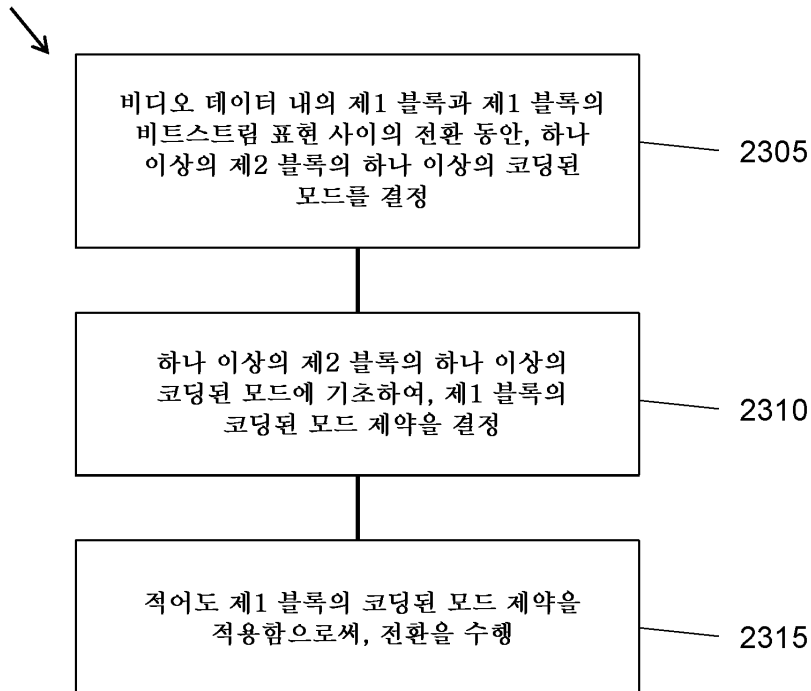 비디오 데이터 내의 제1 블록과 제1 블록의
비트스트림 표현 사이의 전환 동안, 하나
이상의 제2 블록의 하나 이상의 코딩된
모드를 결정
2305
하나 이상의 제2 블록의 하나 이상의
코딩된 모드에 기초하여, 제1 블록의
코딩된 모드 제약을 결정
2310
적어도 제1 블록의 코딩된 모드 제약을
적용함으로써, 전환을 수행
2315